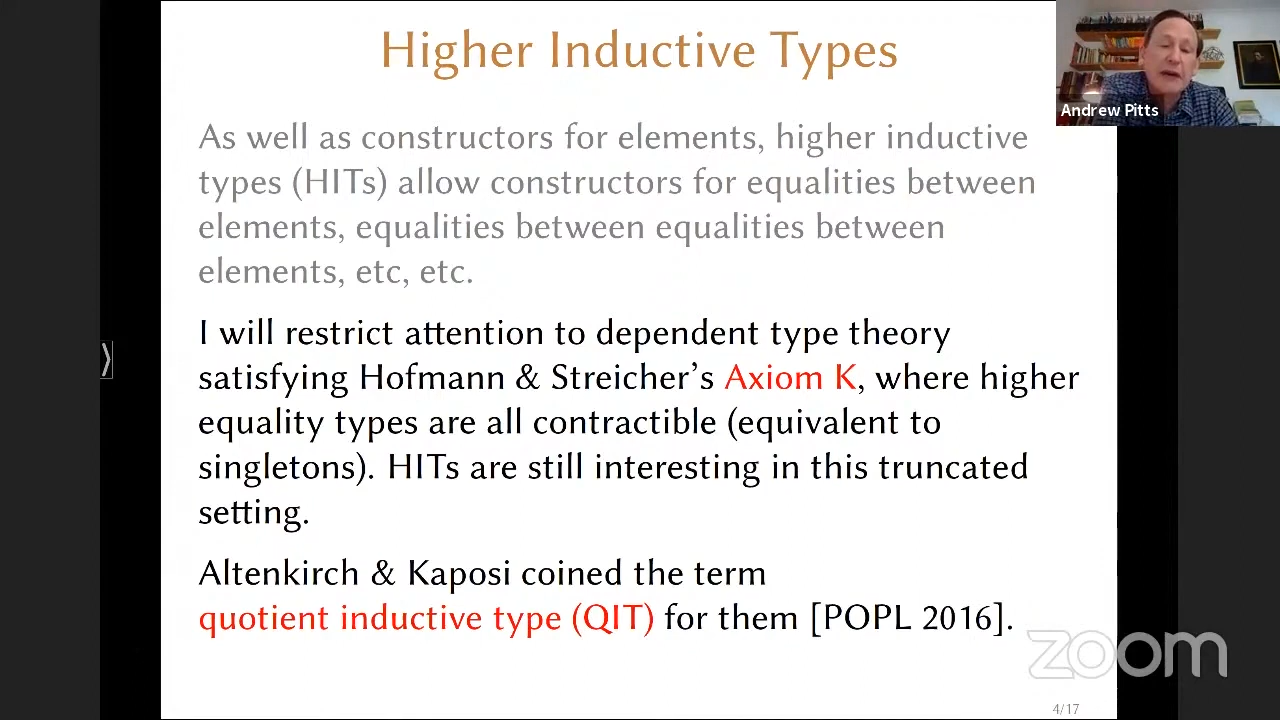 Higher Inductive Types
As well as constructors for elements, higher inductive
types (HITs) allow constructors for equalities between
elements, equalities between equalities between
elements, etc, etc.
I will restrict attention to dependent type theory
satisfying Hofmann & Streicher's Axiom K, where higher
equality types are all contractible (equivalent to
singletons). HITs are still interesting in this truncated
setting.
Altenkirch & Kaposi coined the term
quotient inductive type (QIT) for them [POPL 2016].
4/17
Andrew Pitts
zoom